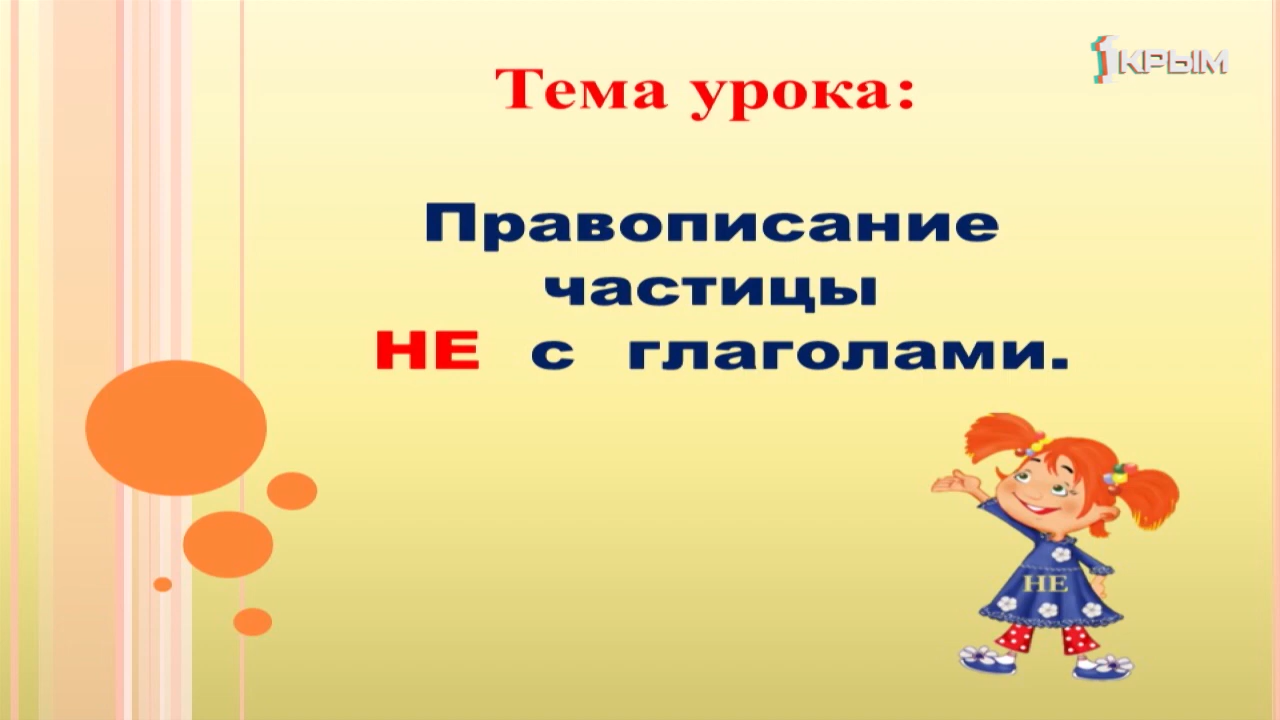 1КРЫМ
Тема урока:
Правописание
частицы
НЕ с глаголами.
НЕ